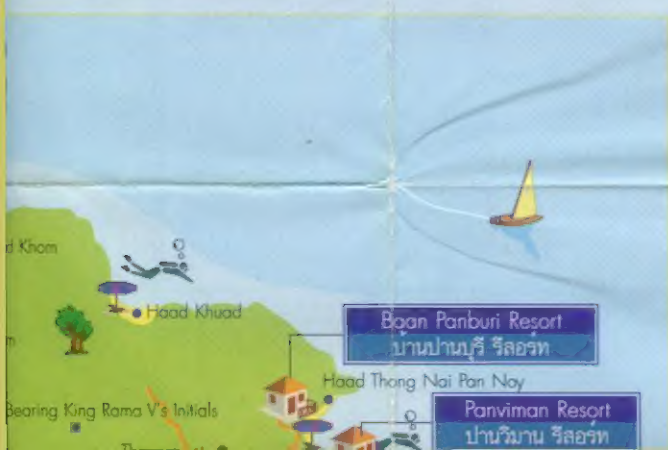 d Khom
Haad Khuad
Boan Panburi Resort
บ้านปานบุรี รีสอร์ท
Haad Thong Nai Pan Noy
Bearing King Rama V's Initials
Panviman Resort
ปานวิมาน รีสอร์ท